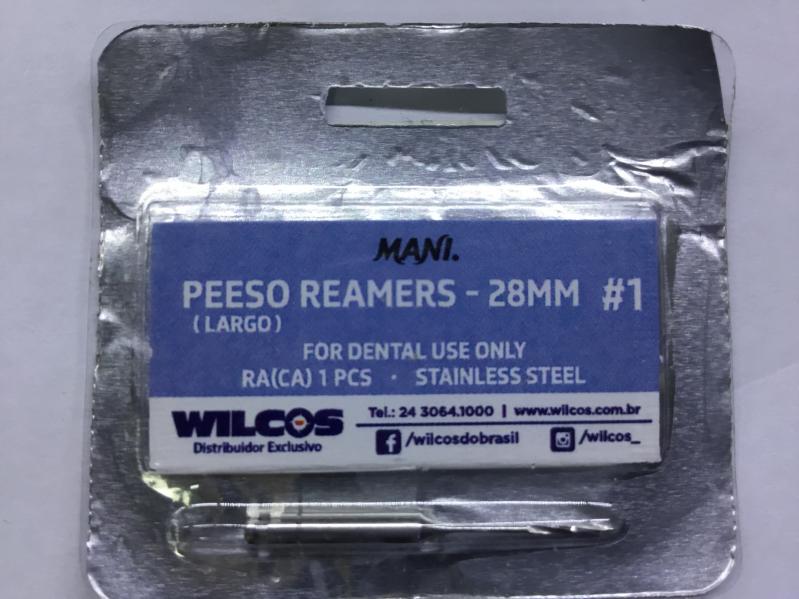 MANI.
PEESO REAMERS - 28MM #1
(LARGO)
FOR DENTAL USE ONLY
RA(CA) 1 PCS · STAINLESS STEEL
WILCOS
Distribuidor Exclusivo
Tel.: 24 3064.1000 | www.wilcos.com.br
/wilcosdobrasil
/wilcos_